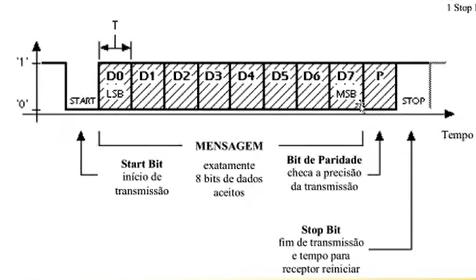 1 Stop
T
'1'
D0 D1 D2 D3 D4 D5 D6 D7 P
START LSB MSB STOP
'0'
Tempo
MENSAGEM
exatamente
8 bits de dados
aceitos
Start Bit
início de
transmissão
Bit de Paridade
checa a precisão
da transmissão
Stop Bit
fim de transmissão
e tempo para
receptor reiniciar